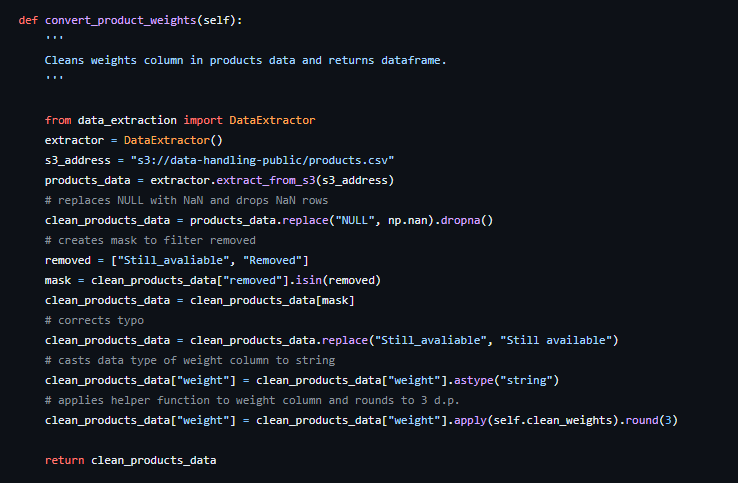 def convert_product_weights(self):
'''
Cleans weights column in products data and returns dataframe.
'''
from data_extraction import DataExtractor
extractor = DataExtractor()
s3_address = "s3://data-handling-public/products.csv"
products_data = extractor.extract_from_s3(s3_address)
# replaces NULL with NaN and drops NaN rows
clean_products_data = products_data.replace("NULL", np.nan).dropna()
# creates mask to filter removed
removed = ["Still_avaliable", "Removed"]
mask = clean_products_data["removed"].isin(removed)
clean_products_data = clean_products_data[mask]
# corrects typo
clean_products_data = clean_products_data.replace("Still_avaliable", "Still available")
# casts data type of weight column to string
clean_products_data["weight"] = clean_products_data["weight"].astype("string")
# applies helper function to weight column and rounds to 3 d.p.
clean_products_data["weight"] = clean_products_data["weight"].apply(self.clean_weights).round(3)
return clean_products_data